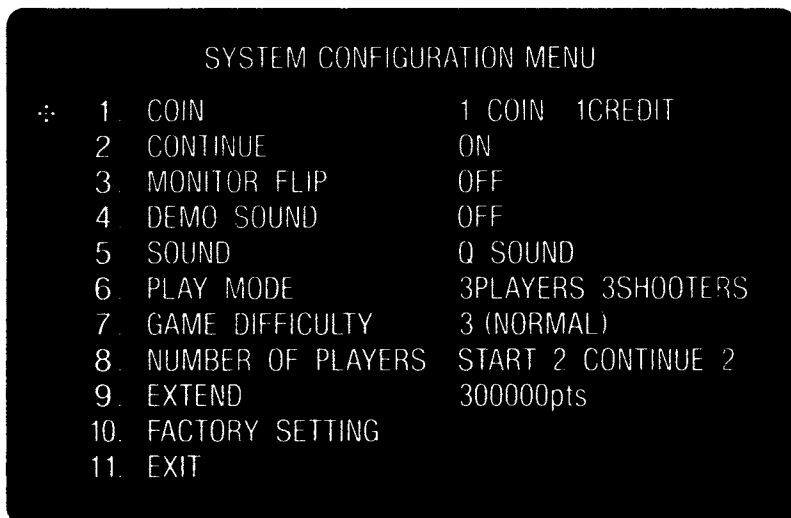 SYSTEM CONFIGURATION MENU
1. COIN 1 COIN 1CREDIT
2 CONTINUE ON
3. MONITOR FLIP OFF
4. DEMO SOUND OFF
5 SOUND Q SOUND
6. PLAY MODE 3PLAYERS 3SHOOTERS
7. GAME DIFFICULTY 3 (NORMAL)
8. NUMBER OF PLAYERS START 2 CONTINUE 2
9. EXTEND 300000pts
10. FACTORY SETTING
11. EXIT